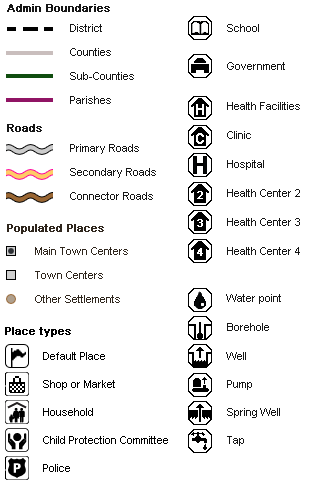 Admin Boundaries
District
Counties
Sub-Counties
Parishes
Roads
Primary Roads
Secondary Roads
Connector Roads
Populated Places
Main Town Centers
Town Centers
Other Settlements
Place types
Default Place
Shop or Market
Household
Child Protection Committee
Police
School
Government
H Health Facilities
C Clinic
H Hospital
2 Health Center 2
3 Health Center 3
4 Health Center 4
Water point
Borehole
Well
Pump
Spring Well
Tap